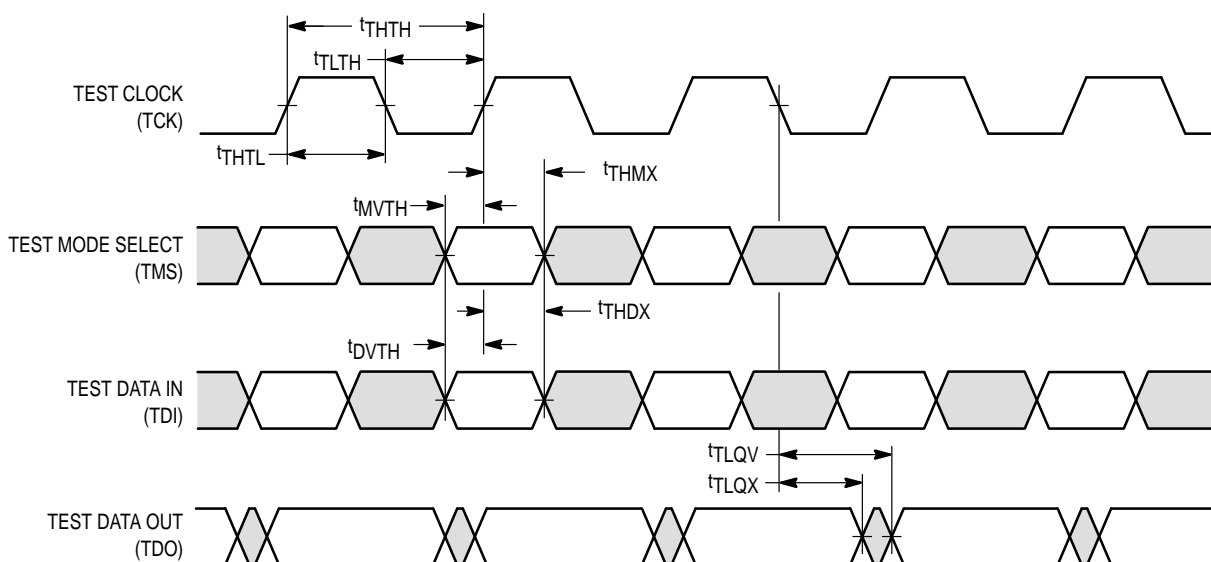 tTHTH
tTLTH
TEST CLOCK
(TCK)
tTHTL
tTHMX
tMVTH
TEST MODE SELECT
(TMS)
tTHDX
tDVTH
TEST DATA IN
(TDI)
tTLQV
tTLQX
TEST DATA OUT
(TDO)